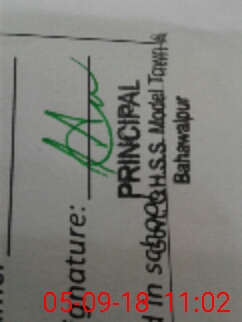 Signature:
PRINCIPAL
Govt. G.H.S.S. Model Town-A
Bahawalpur
d in school
05-09-18 11:02